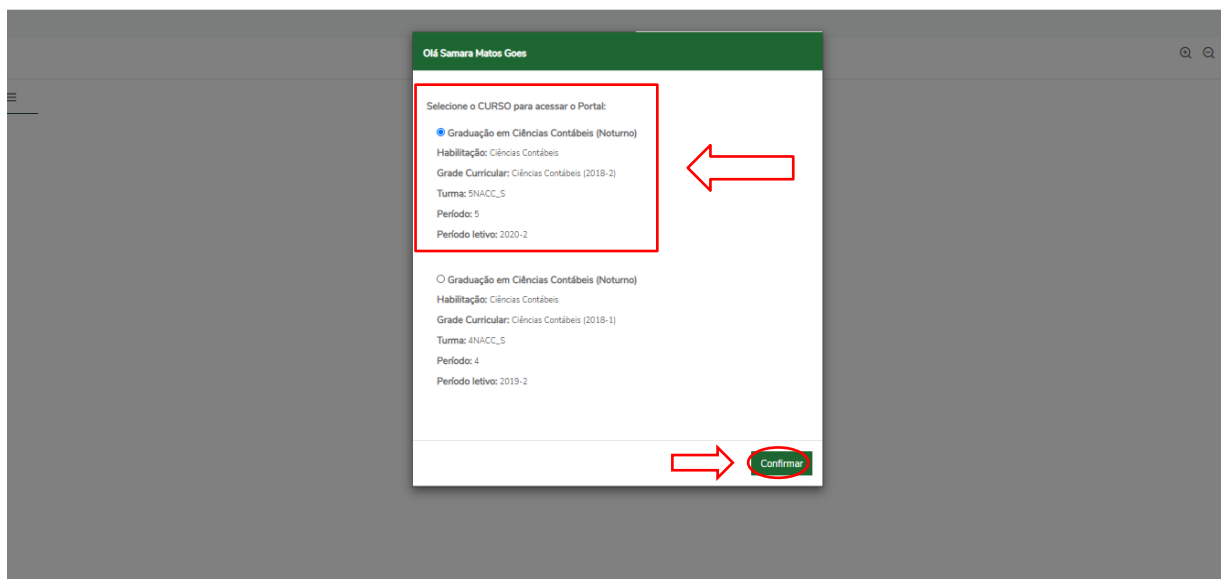 Olá Samara Matos Goes
Selecione o CURSO para acessar o Portal:
Graduação em Ciências Contábeis (Noturno)
Habilitação: Ciências Contábeis
Grade Curricular: Ciências Contábeis (2018-2)
Turma: 5NACC_S
Período: 5
Período letivo: 2020-2
Graduação em Ciências Contábeis (Noturno)
Habilitação: Ciências Contábeis
Grade Curricular: Ciências Contábeis (2018-1)
Turma: 4NACC_S
Período: 4
Período letivo: 2019-2
Confirmar